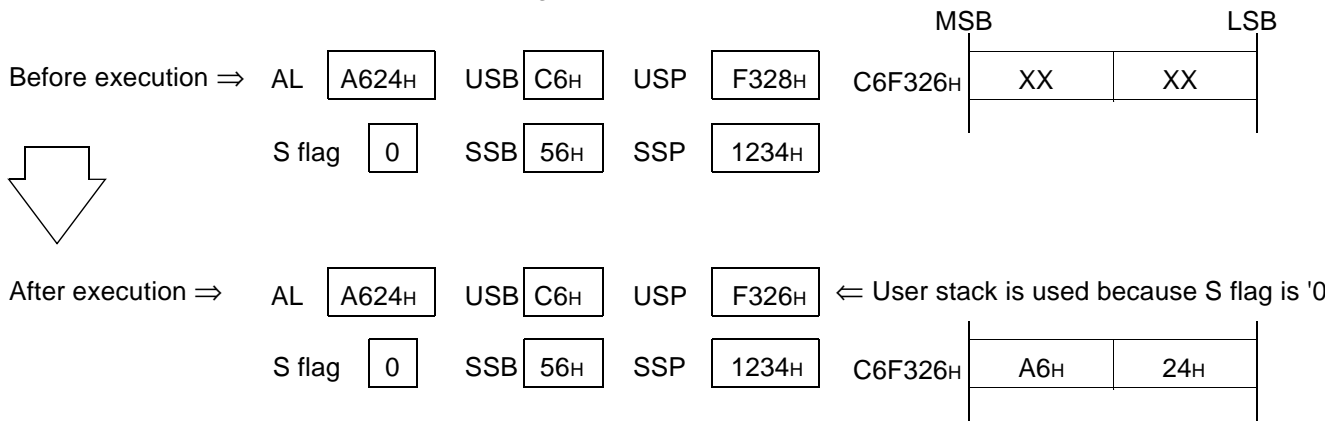 MSB LSB
Before execution ⇒ AL A624H USB C6H USP F328H C6F326H XX XX
S flag 0 SSB 56H SSP 1234H
After execution ⇒ AL A624H USB C6H USP F326H ⇐ User stack is used because S flag is '0
S flag 0 SSB 56H SSP 1234H C6F326H A6H 24H